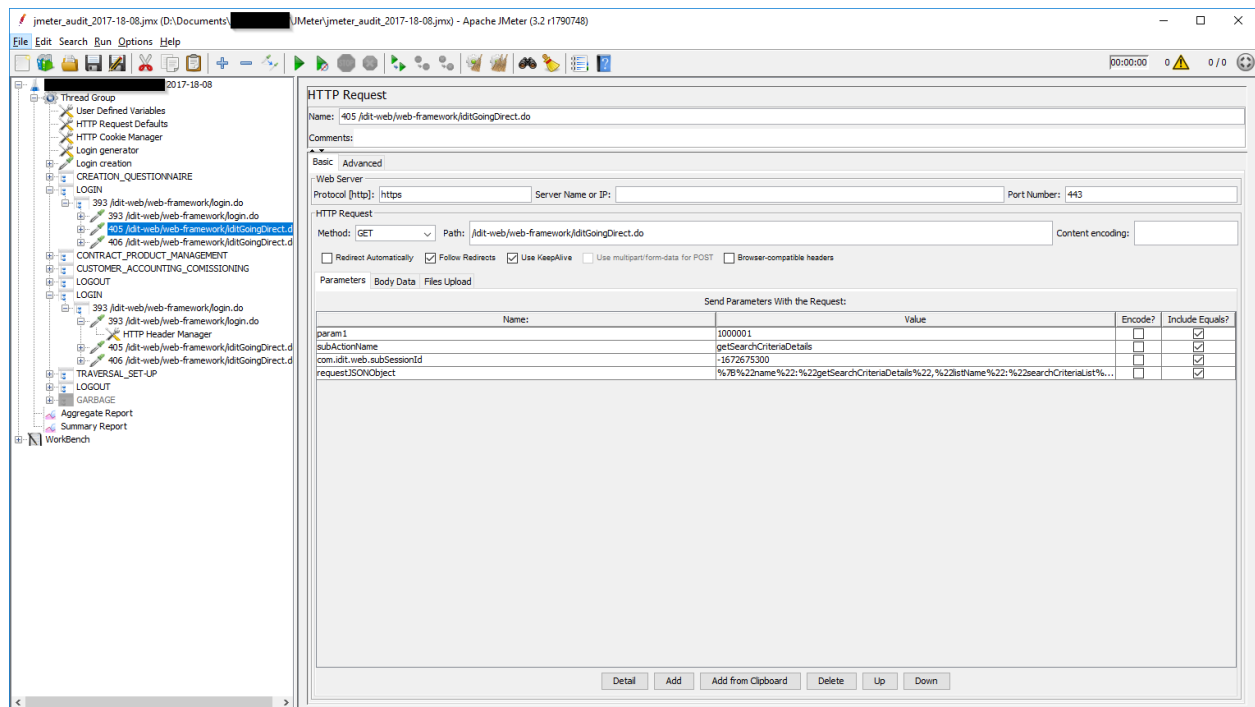 jmeter_audit_2017-18-08.jmx (D:\Documents\ \JMeter\jmeter_audit_2017-18-08.jmx) - Apache JMeter (3.2 r1790748)
File Edit Search Run Options Help
00:00:00 0 0 / 0
2017-18-08
Thread Group
User Defined Variables
HTTP Request Defaults
HTTP Cookie Manager
Login generator
Login creation
CREATION_QUESTIONNAIRE
LOGIN
393 /idit-web/web-framework/login.do
393 /idit-web/web-framework/login.do
405 /idit-web/web-framework/iditGoingDirect.d
406 /idit-web/web-framework/iditGoingDirect.d
CONTRACT_PRODUCT_MANAGEMENT
CUSTOMER_ACCOUNTING_COMISSIONING
LOGOUT
LOGIN
393 /idit-web/web-framework/login.do
393 /idit-web/web-framework/login.do
HTTP Header Manager
405 /idit-web/web-framework/iditGoingDirect.d
406 /idit-web/web-framework/iditGoingDirect.d
TRAVERSAL_SET-UP
LOGOUT
GARBAGE
Aggregate Report
Summary Report
WorkBench
HTTP Request
Name: 405 /idit-web/web-framework/iditGoingDirect.do
Comments:
Basic Advanced
Web Server
Protocol [http]: https Server Name or IP: Port Number: 443
HTTP Request
Method: GET Path: /idit-web/web-framework/iditGoingDirect.do Content encoding:
Redirect Automatically Follow Redirects Use KeepAlive Use multipart/form-data for POST Browser-compatible headers
Parameters Body Data Files Upload
Send Parameters With the Request:
Name: Value Encode? Include Equals?
param1 1000001
subActionName getSearchCriteriaDetails
com.idit.web.subSessionId -1672675300
requestJSONObject %7B%22name%22:%22getSearchCriteriaDetails%22,%22listName%22:%22searchCriteriaList%...
Detail Add Add from Clipboard Delete Up Down